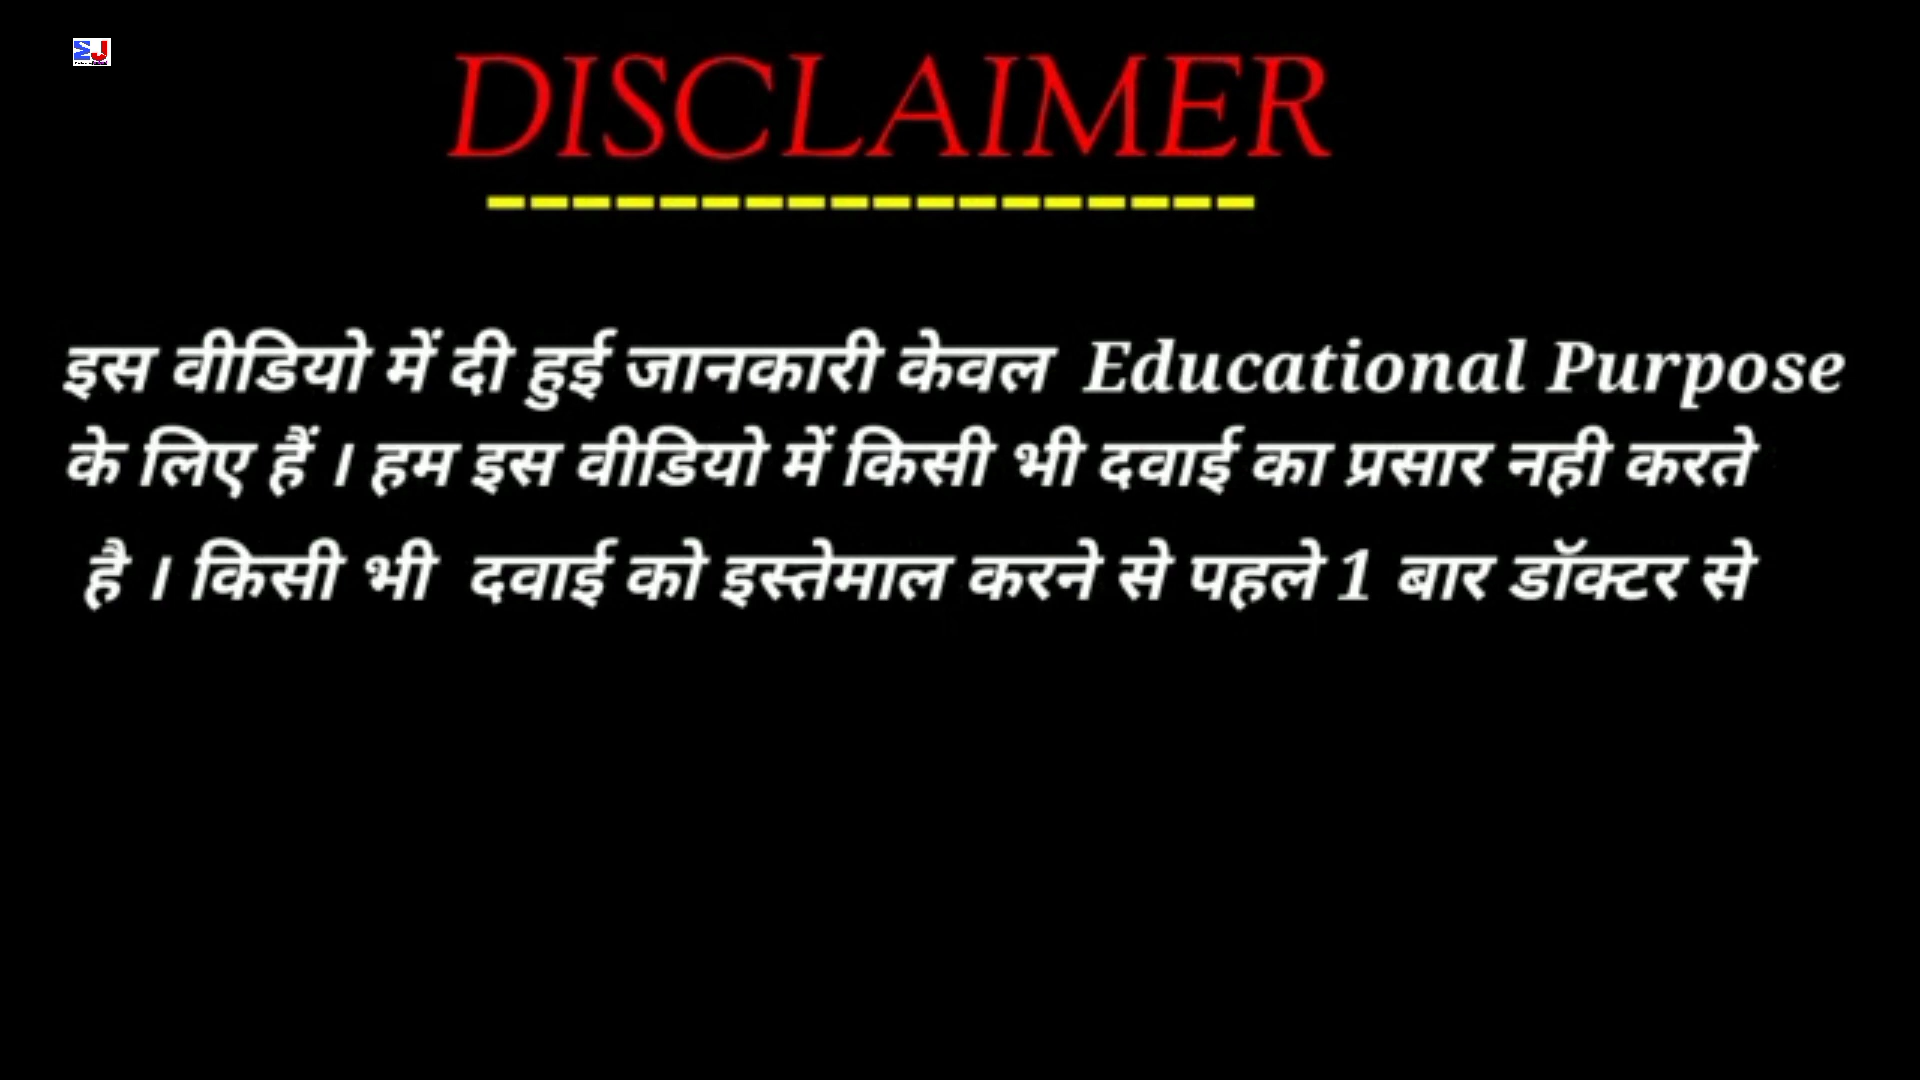 DISCLAIMER
इस वीडियो में दी हुई जानकारी केवल Educational Purpose
के लिए हैं । हम इस वीडियो में किसी भी दवाई का प्रसार नही करते
है । किसी भी दवाई को इस्तेमाल करने से पहले 1 बार डॉक्टर से